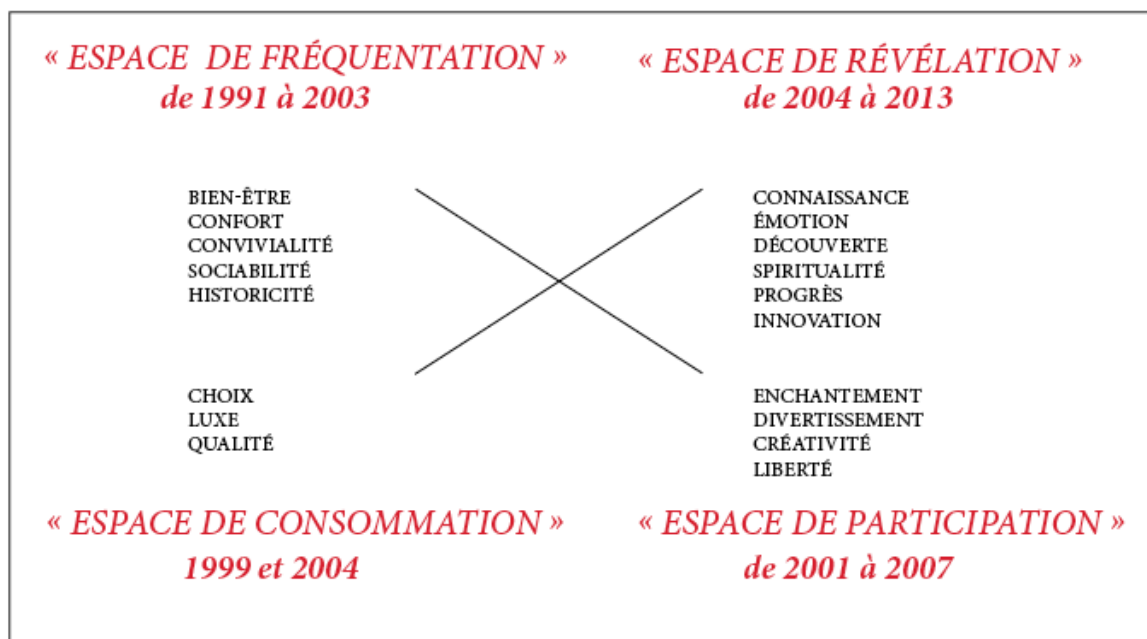 « ESPACE DE FRÉQUENTATION »
de 1991 à 2003
« ESPACE DE RÉVÉLATION »
de 2004 à 2013
BIEN-ÊTRE
CONFORT
CONVIVIALITÉ
SOCIABILITÉ
HISTORICITÉ
CONNAISSANCE
ÉMOTION
DÉCOUVERTE
SPIRITUALITÉ
PROGRÈS
INNOVATION
CHOIX
LUXE
QUALITÉ
ENCHANTEMENT
DIVERTISSEMENT
CRÉATIVITÉ
LIBERTÉ
« ESPACE DE CONSOMMATION »
1999 et 2004
« ESPACE DE PARTICIPATION »
de 2001 à 2007